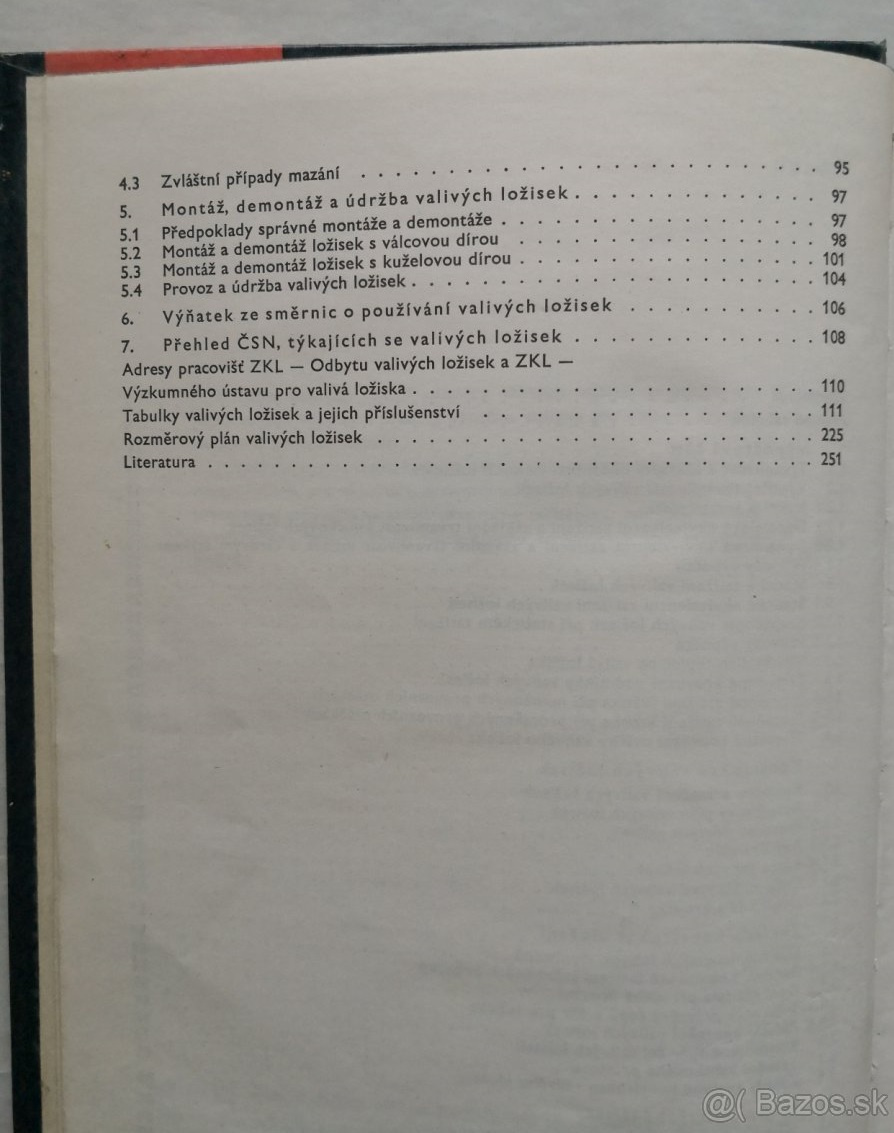 4.3 Zvláštní případy mazání . . . . . . . . . . . . . . . . . . . . . . . . . 95
5. Montáž, demontáž a údržba valivých ložisek . . . . . . . . . . . . . 97
5.1 Předpoklady správné montáže a demontáže . . . . . . . . . . . . . . . . . 97
5.2 Montáž a demontáž ložisek s válcovou dírou . . . . . . . . . . . . . . . . 98
5.3 Montáž a demontáž ložisek s kuželovou dírou . . . . . . . . . . . . . . . . 101
5.4 Provoz a údržba valivých ložisek . . . . . . . . . . . . . . . . . . . . . . 104
6. Výňatek ze směrnic o používání valivých ložisek . . . . . . . . . . 106
7. Přehled ČSN, týkajících se valivých ložisek . . . . . . . . . . . . . 108
Adresy pracovišť ZKL — Odbytu valivých ložisek a ZKL —
Výzkumného ústavu pro valivá ložiska . . . . . . . . . . . . . . . . . . . . . . 110
Tabulky valivých ložisek a jejich příslušenství . . . . . . . . . . . . . . . . . . 111
Rozměrový plán valivých ložisek . . . . . . . . . . . . . . . . . . . . . . . . 225
Literatura . . . . . . . . . . . . . . . . . . . . . . . . . . . . . . . . . 251
@( Bazos.sk